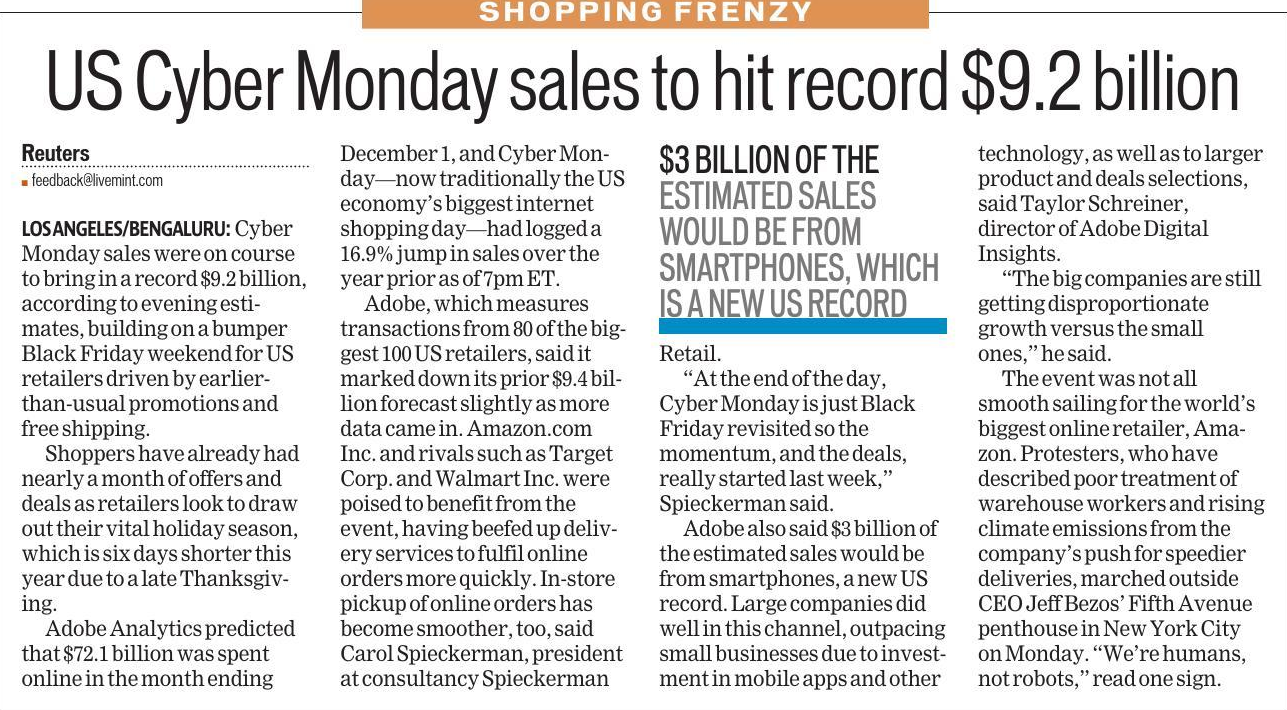 SHOPPING FRENZY
US Cyber Monday sales to hit record $9.2 billion
Reuters
feedback@livemint.com
LOS ANGELES/BENGALURU: Cyber
Monday sales were on course
to bring in a record $9.2 billion,
according to evening esti-
mates, building on a bumper
Black Friday weekend for US
retailers driven by earlier-
than-usual promotions and
free shipping.
Shoppers have already had
nearly a month of offers and
deals as retailers look to draw
out their vital holiday season,
which is six days shorter this
year due to a late Thanksgiv-
ing.
Adobe Analytics predicted
that $72.1 billion was spent
online in the month ending
December 1, and Cyber Mon-
day—now traditionally the US
economy's biggest internet
shopping day—had logged a
16.9% jump in sales over the
year prior as of 7pm ET.
Adobe, which measures
transactions from 80 of the big-
gest 100 US retailers, said it
marked down its prior $9.4 bil-
lion forecast slightly as more
data came in. Amazon.com
Inc. and rivals such as Target
Corp. and Walmart Inc. were
poised to benefit from the
event, having beefed up deliv-
ery services to fulfil online
orders more quickly. In-store
pickup of online orders has
become smoother, too, said
Carol Spieckerman, president
at consultancy Spieckerman
$3 BILLION OF THE
ESTIMATED SALES
WOULD BE FROM
SMARTPHONES, WHICH
IS A NEW US RECORD
Retail.
"At the end of the day,
Cyber Monday is just Black
Friday revisited so the
momentum, and the deals,
really started last week,"
Spieckerman said.
Adobe also said $3 billion of
the estimated sales would be
from smartphones, a new US
record. Large companies did
well in this channel, outpacing
small businesses due to invest-
ment in mobile apps and other
technology, as well as to larger
product and deals selections,
said Taylor Schreiner,
director of Adobe Digital
Insights.
"The big companies are still
getting disproportionate
growth versus the small
ones," he said.
The event was not all
smooth sailing for the world's
biggest online retailer, Ama-
zon. Protesters, who have
described poor treatment of
warehouse workers and rising
climate emissions from the
company's push for speedier
deliveries, marched outside
CEO Jeff Bezos' Fifth Avenue
penthouse in New York City
on Monday. "We're humans,
not robots," read one sign.